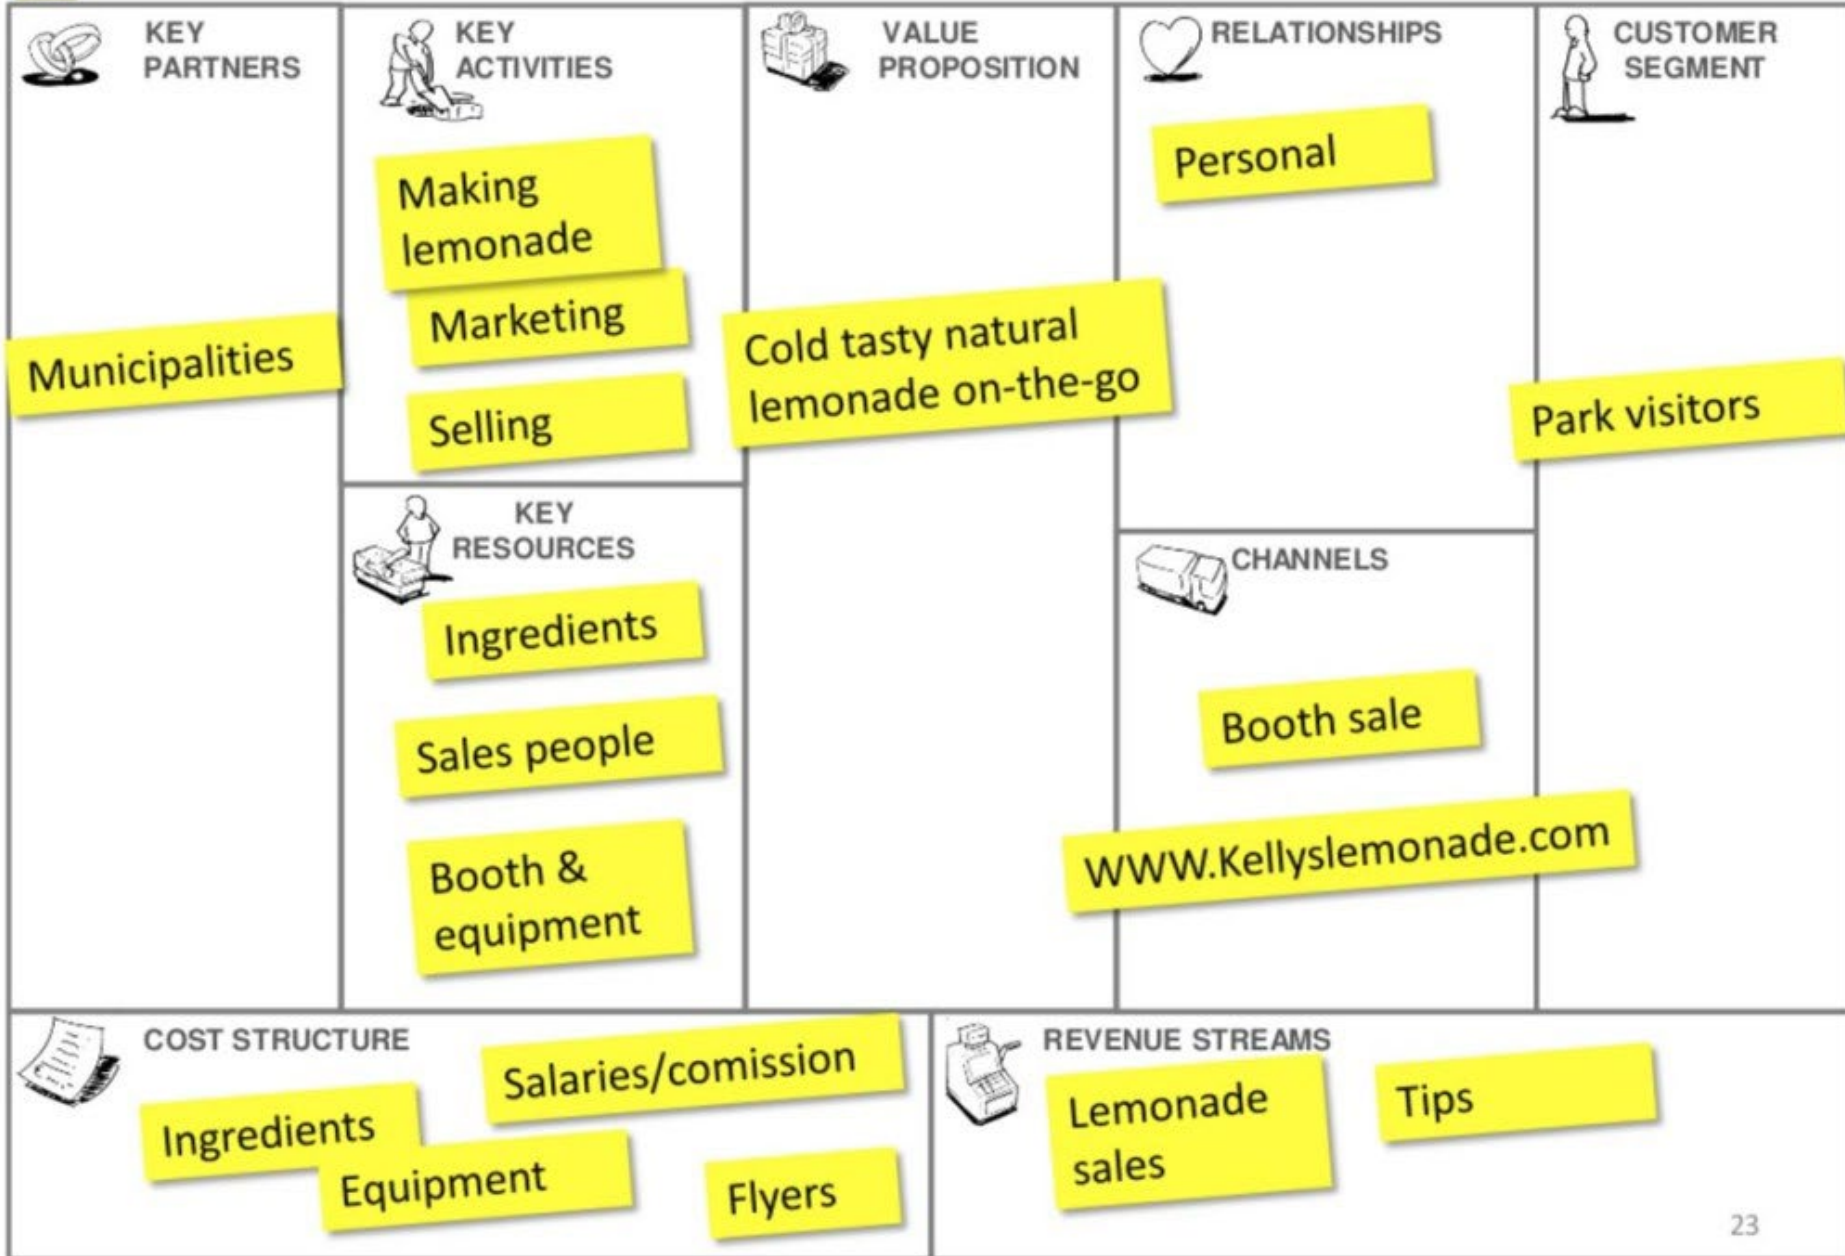 KEY
PARTNERS
Municipalities
KEY
ACTIVITIES
Making
lemonade
Marketing
Selling
KEY
RESOURCES
Ingredients
Sales people
Booth &
equipment
VALUE
PROPOSITION
Cold tasty natural
lemonade on-the-go
RELATIONSHIPS
Personal
CHANNELS
Booth sale
WWW.Kellyslemonade.com
CUSTOMER
SEGMENT
Park visitors
COST STRUCTURE
Salaries/comission
Ingredients
Equipment
Flyers
REVENUE STREAMS
Lemonade
sales
Tips
23